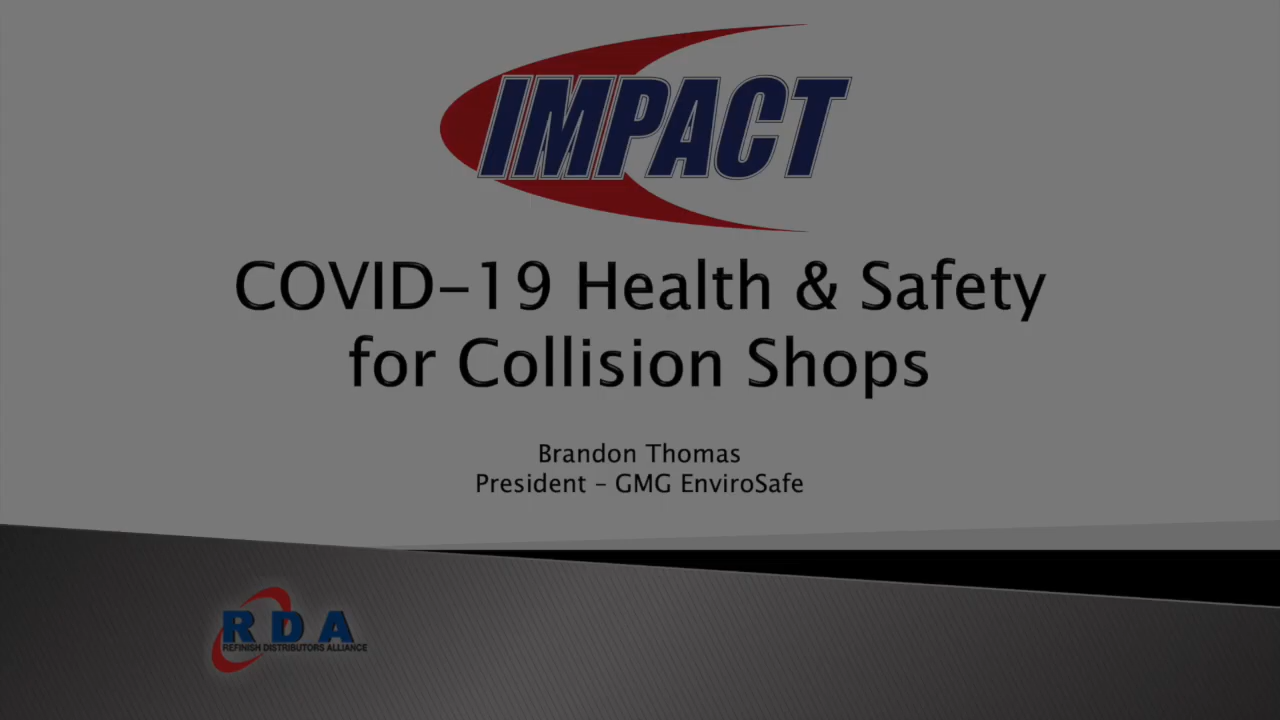 IMPACT
COVID-19 Health & Safety
for Collision Shops
Brandon Thomas
President – GMG EnviroSafe
RDA
REFINISH DISTRIBUTORS ALLIANCE